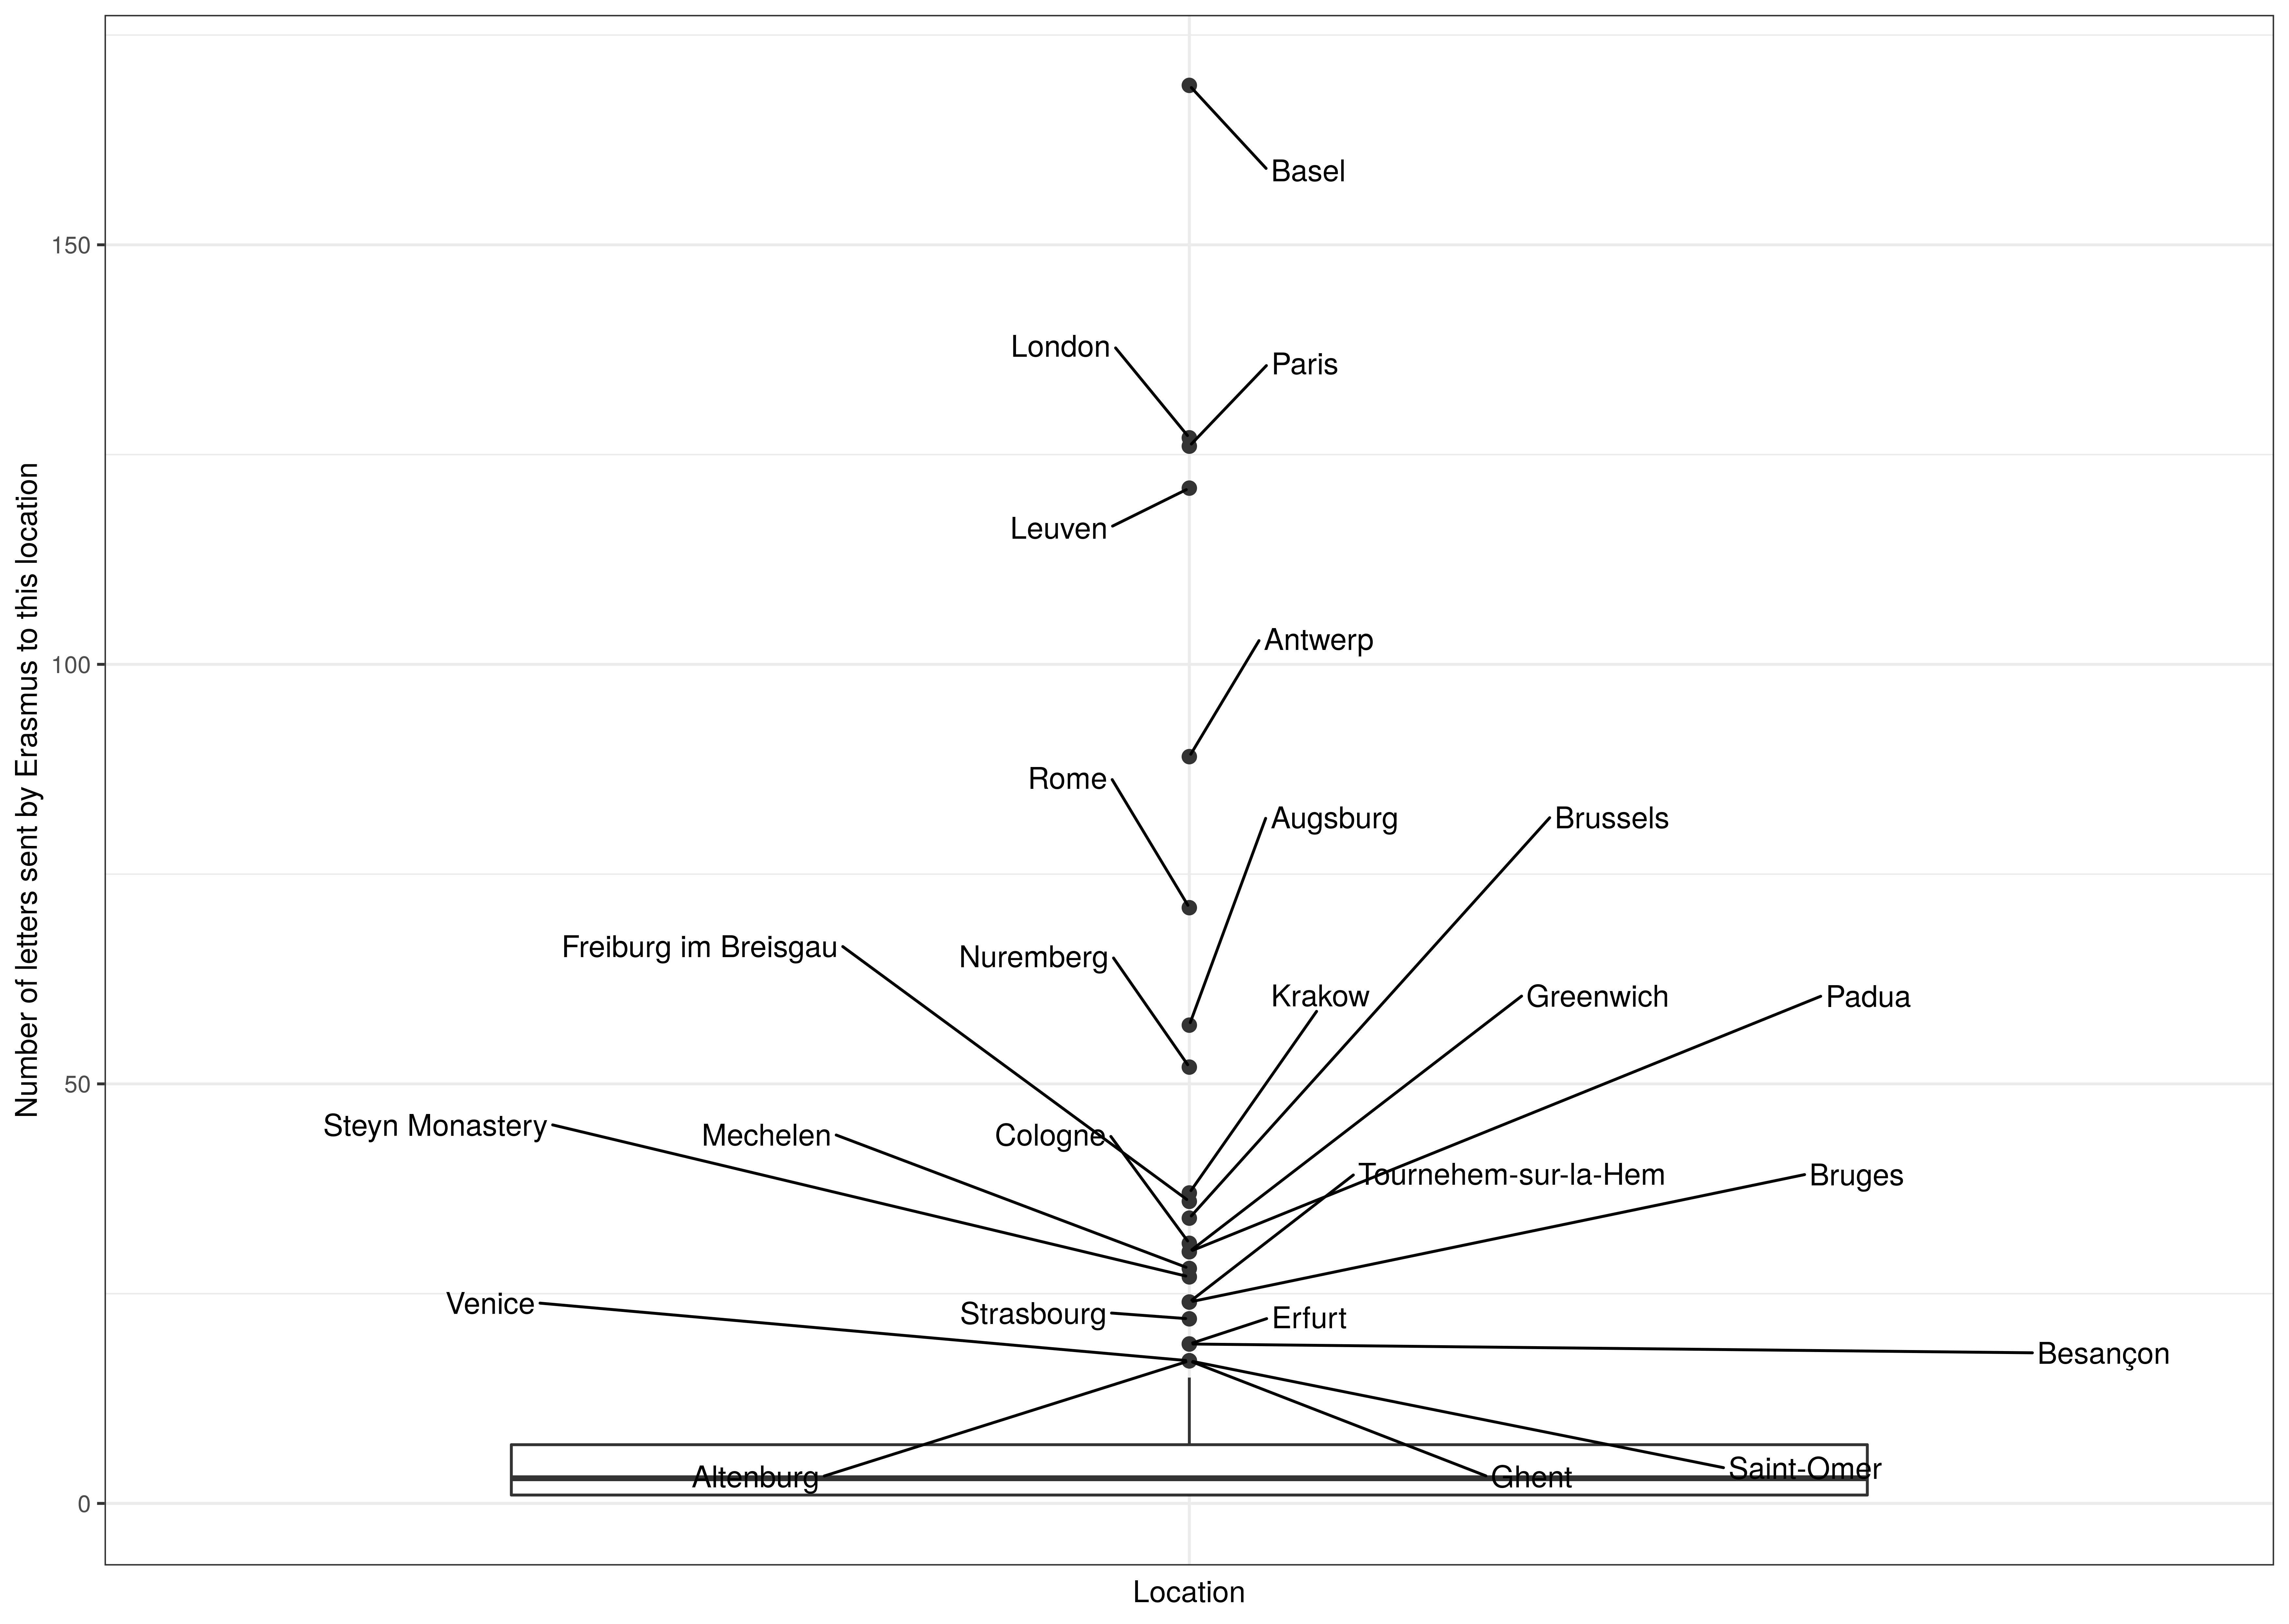 Basel
150
London
Paris
Leuven
Number of letters sent by Erasmus to this location
Antwerp
100
Rome
Augsburg
Brussels
Freiburg im Breisgau
Nuremberg
Krakow
Greenwich
Padua
50
Steyn Monastery
Mechelen
Cologne
Tournehem-sur-la-Hem
Bruges
Venice
Strasbourg
Erfurt
Besançon
Altenburg
Ghent
Saint-Omer
0
Location